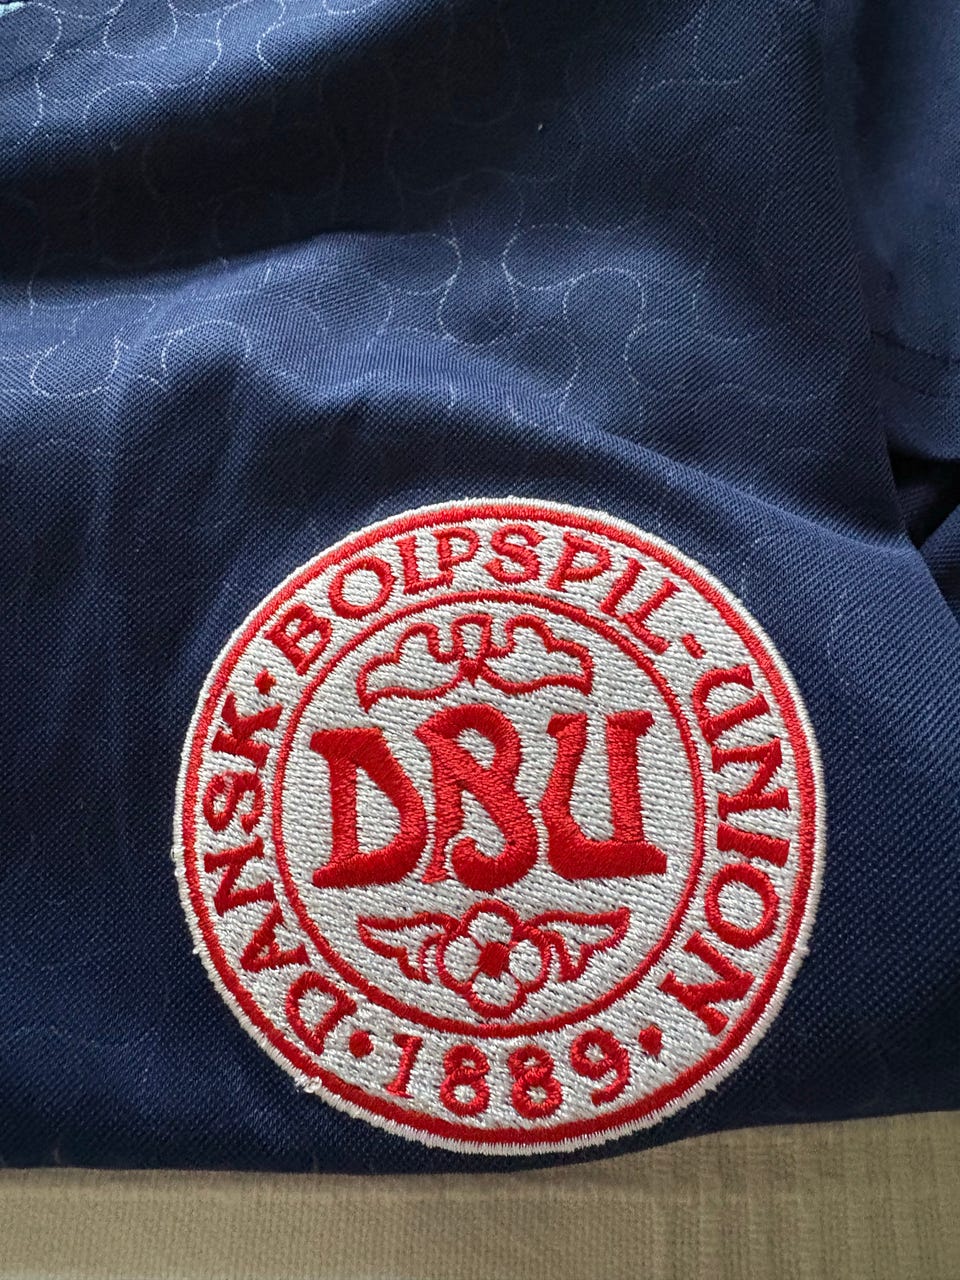 DANSK·BOLPSPIL-UNION
DBU
·1889·